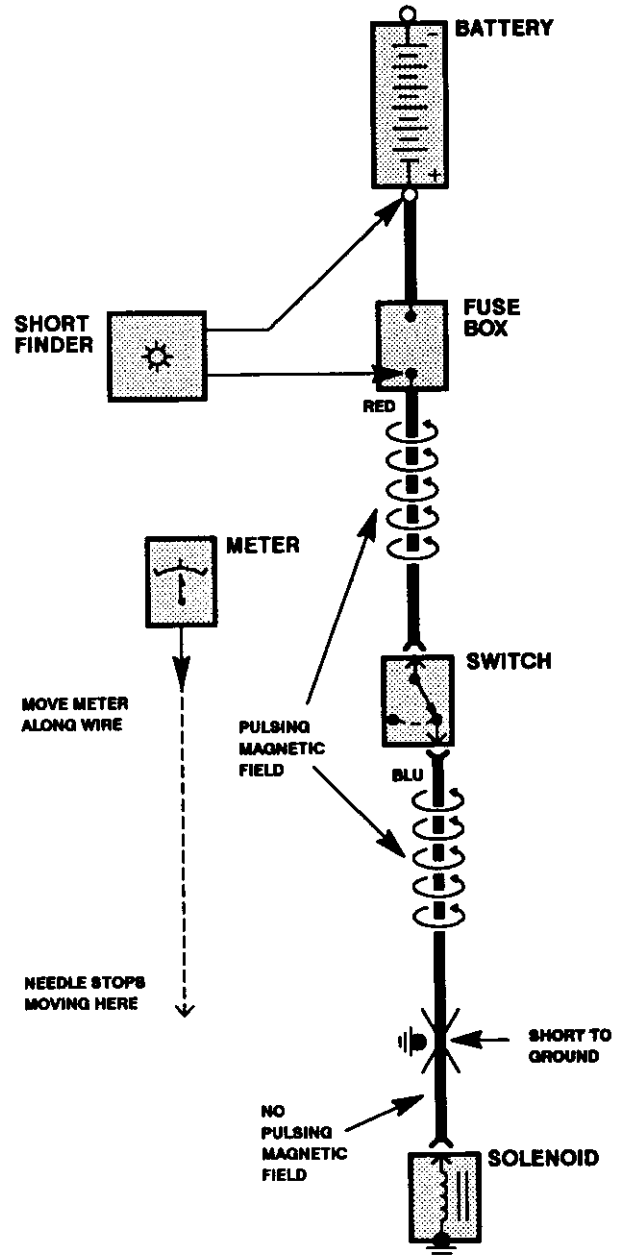 BATTERY
-
+
SHORT
FINDER
FUSE
BOX
RED
METER
SWITCH
MOVE METER
ALONG WIRE
PULSING
MAGNETIC
FIELD
BLU
NEEDLE STOPS
MOVING HERE
SHORT TO
GROUND
NO
PULSING
MAGNETIC
FIELD
SOLENOID